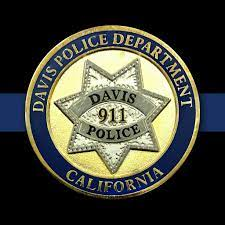 DAVIS POLICE DEPARTMENT
DAVIS
911
POLICE
CALIFORNIA